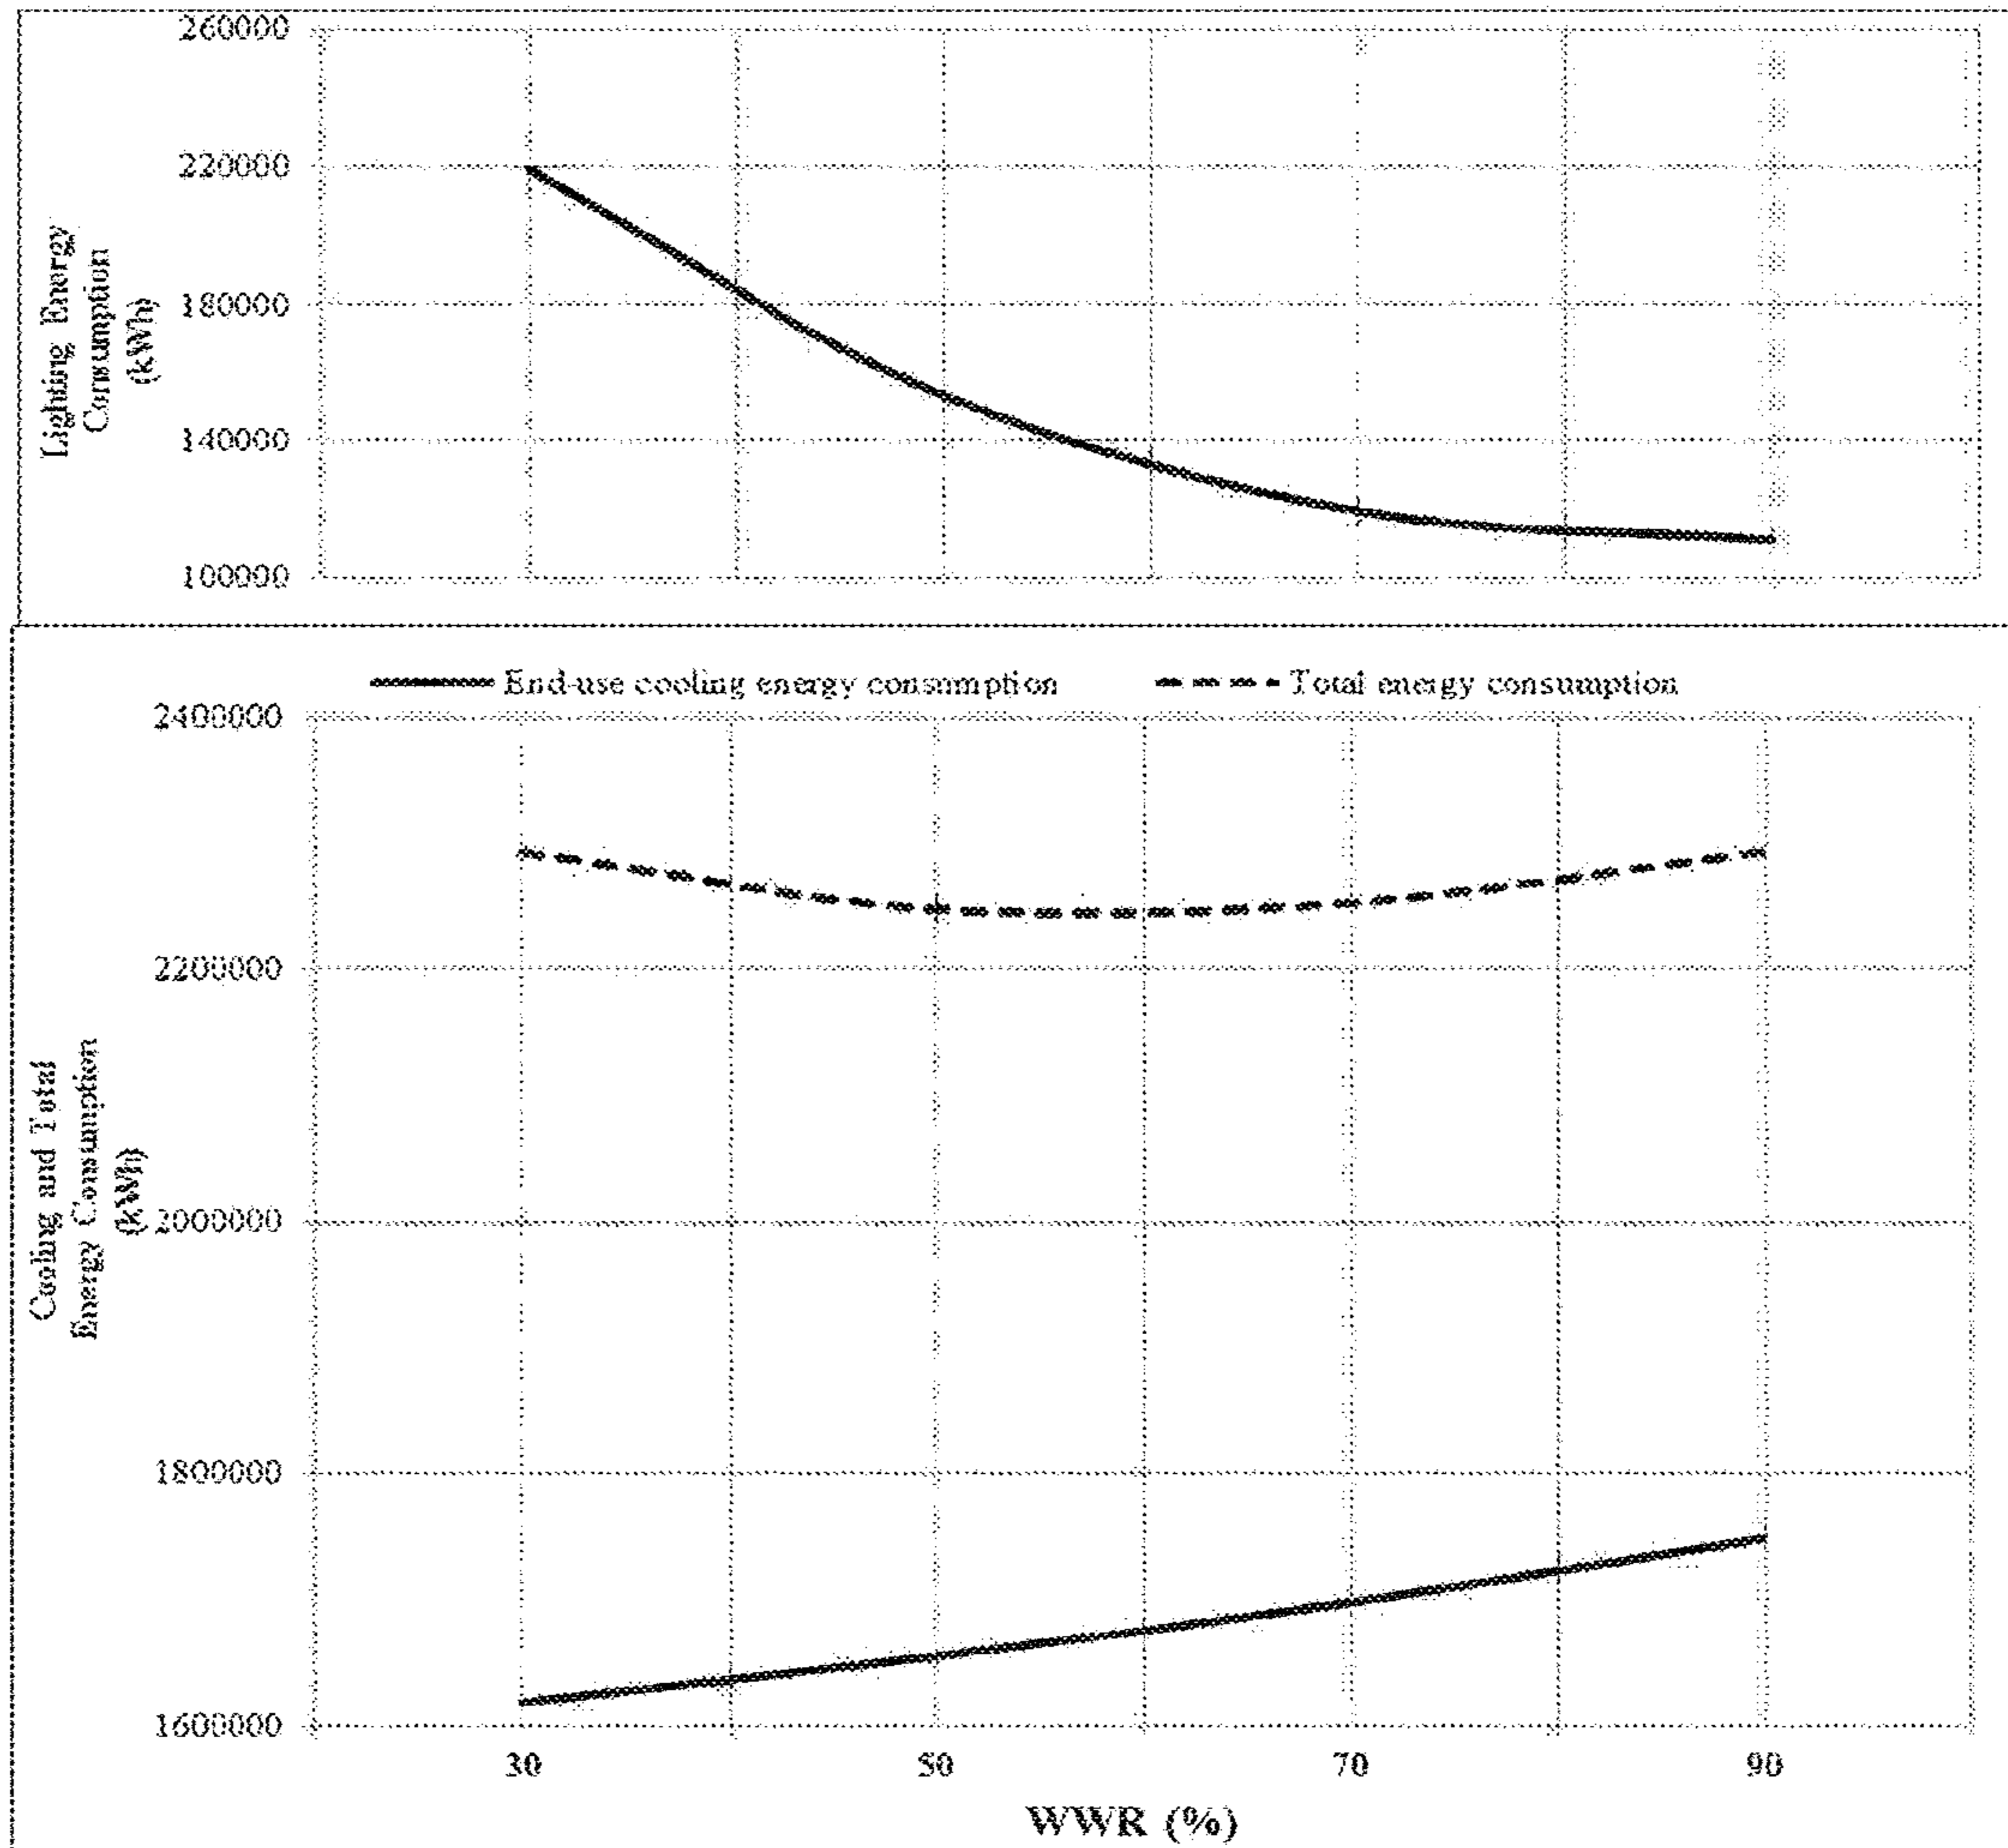 260000
220000
180000
140000
100000
Lighting Energy
Consumption
(kWh)
End-use cooling energy consumption
Total energy consumption
2400000
2200000
2000000
1800000
1600000
Cooling and Total
Energy Consumption
(kWh)
30 50 70 90
WWR (%)